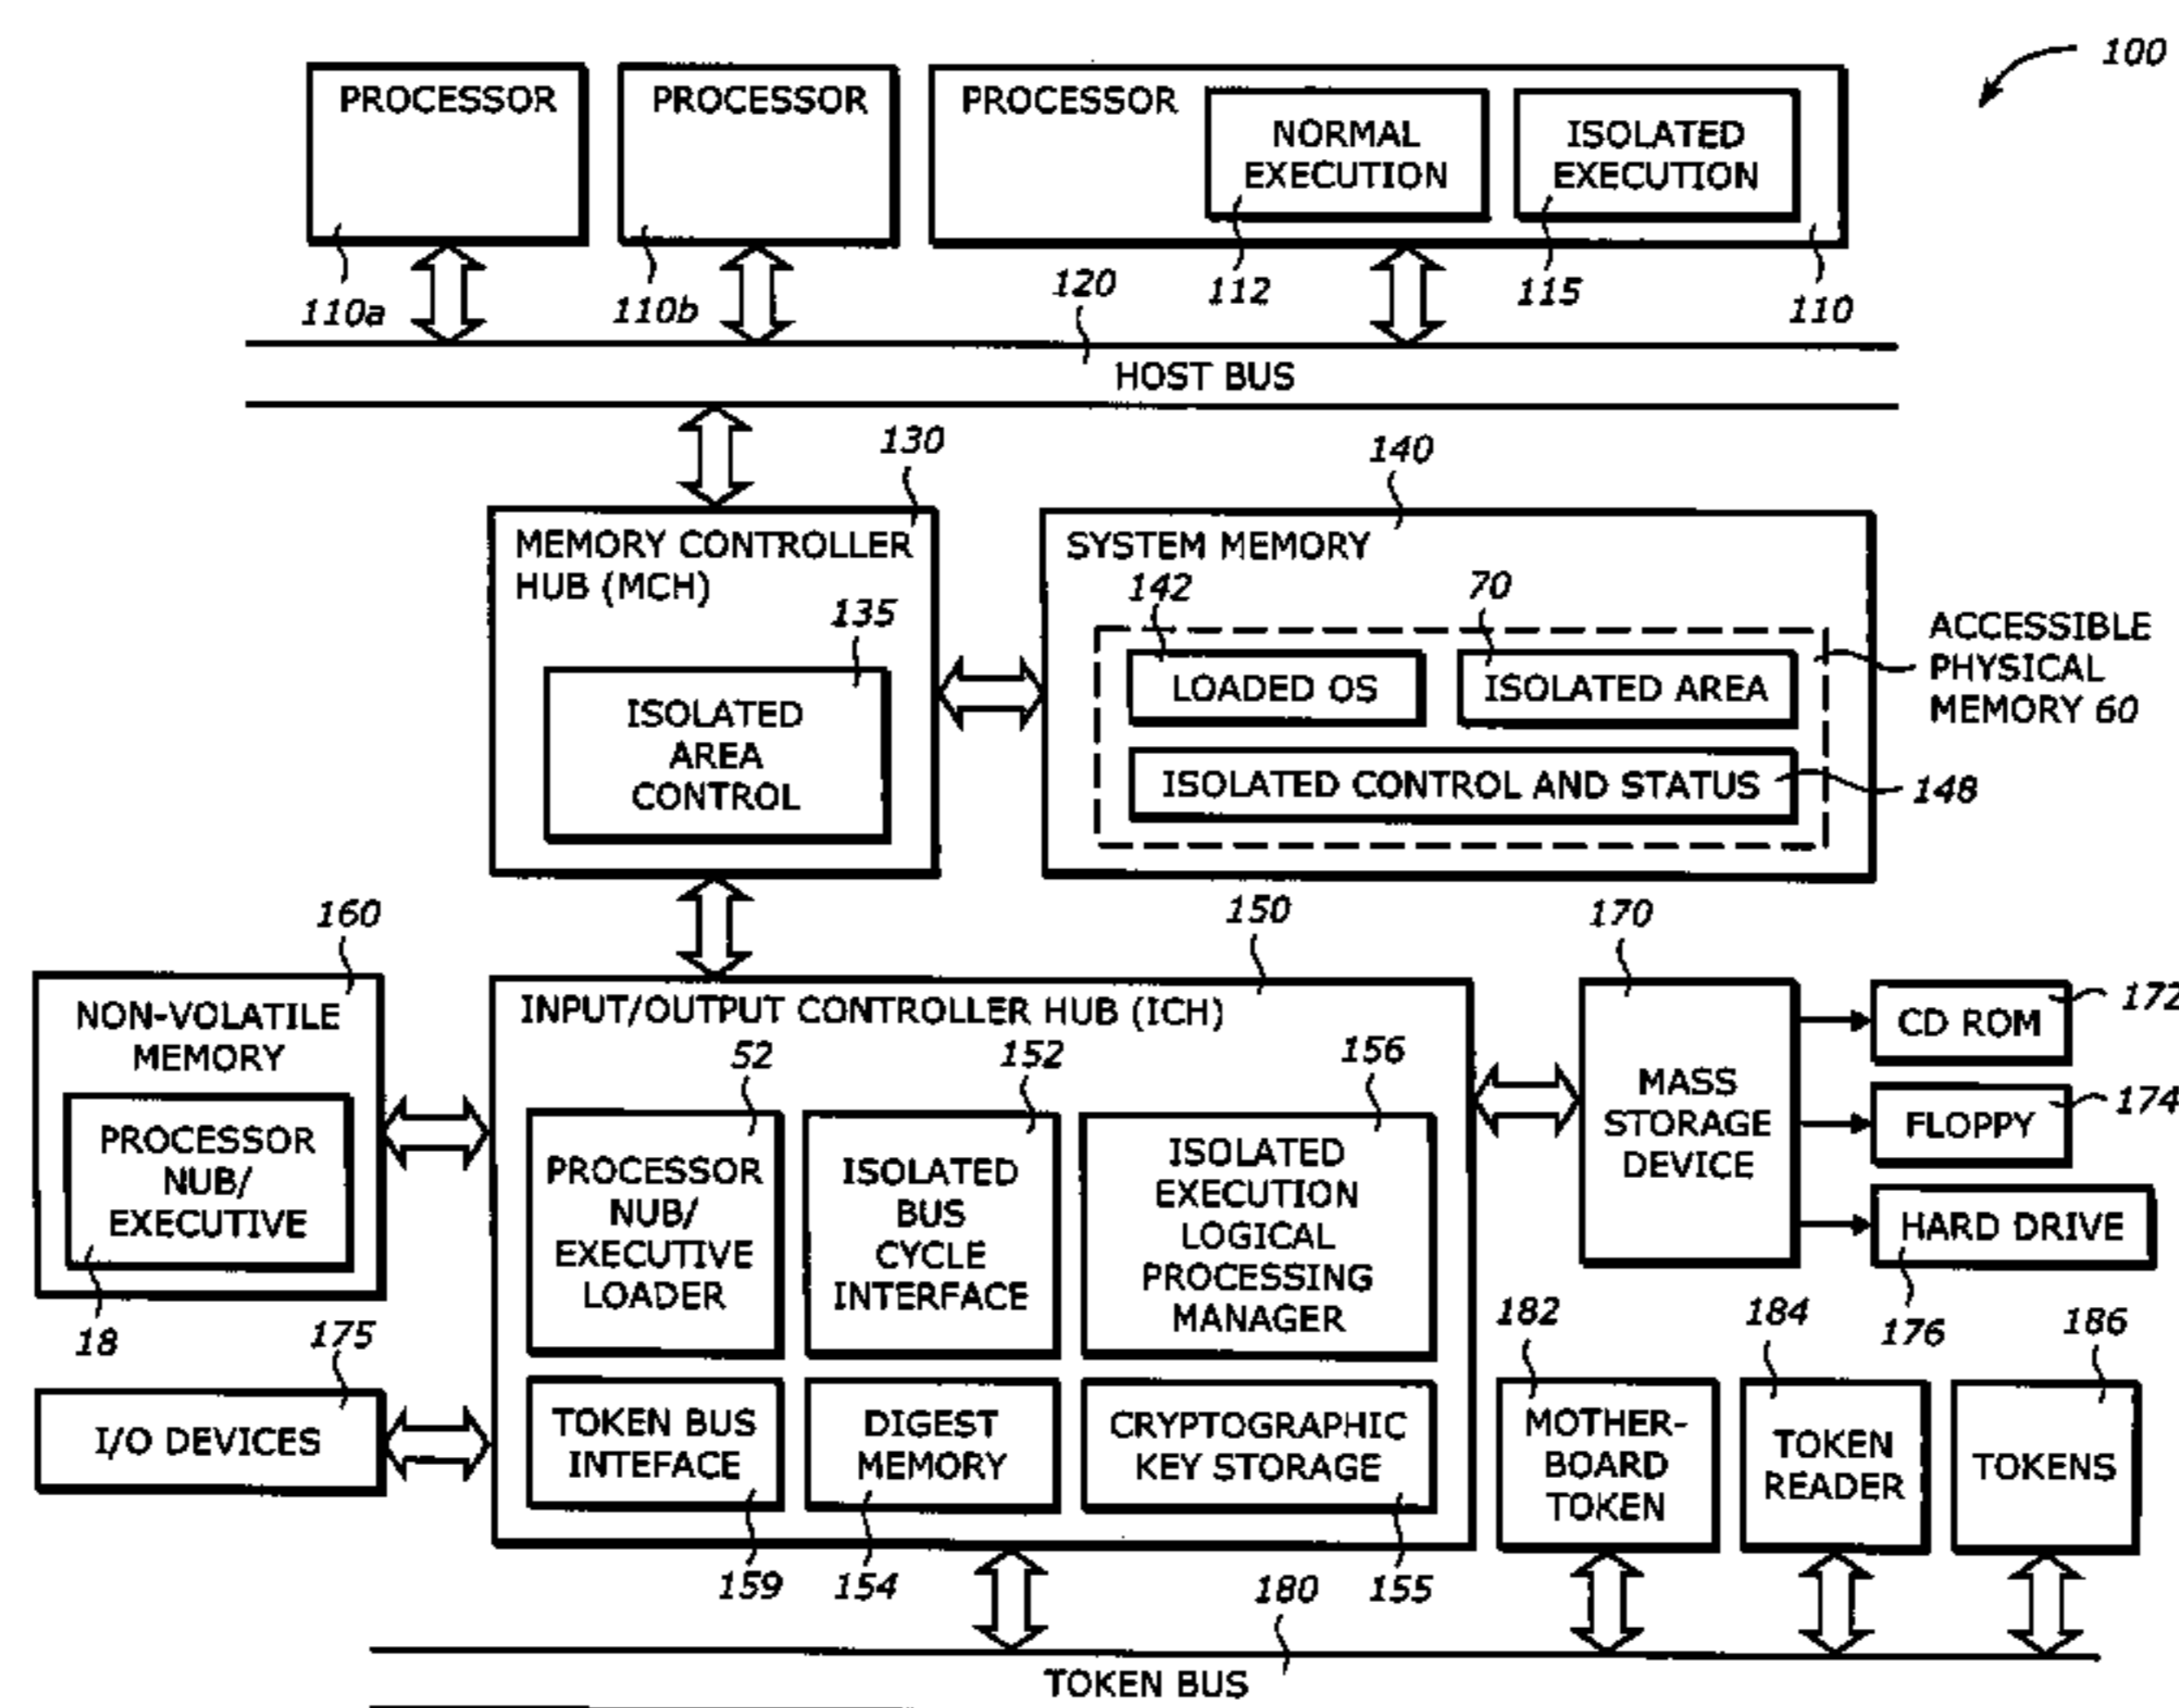 100
PROCESSOR
PROCESSOR
PROCESSOR
NORMAL
EXECUTION
ISOLATED
EXECUTION
110a
110b
120
112
115
110
HOST BUS
130
140
MEMORY CONTROLLER
HUB (MCH)
135
ISOLATED
AREA
CONTROL
SYSTEM MEMORY
142
70
LOADED OS
ISOLATED AREA
ISOLATED CONTROL AND STATUS
ACCESSIBLE
PHYSICAL
MEMORY 60
148
160
150
170
NON-VOLATILE
MEMORY
PROCESSOR
NUB/
EXECUTIVE
18
175
I/O DEVICES
INPUT/OUTPUT CONTROLLER HUB (ICH)
52
152
156
PROCESSOR
NUB/
EXECUTIVE
LOADER
ISOLATED
BUS
CYCLE
INTERFACE
ISOLATED
EXECUTION
LOGICAL
PROCESSING
MANAGER
TOKEN BUS
INTEFACE
DIGEST
MEMORY
CRYPTOGRAPHIC
KEY STORAGE
159
154
155
MASS
STORAGE
DEVICE
CD ROM
172
FLOPPY
174
HARD DRIVE
176
182
184
186
MOTHER-
BOARD
TOKEN
TOKEN
READER
TOKENS
180
TOKEN BUS